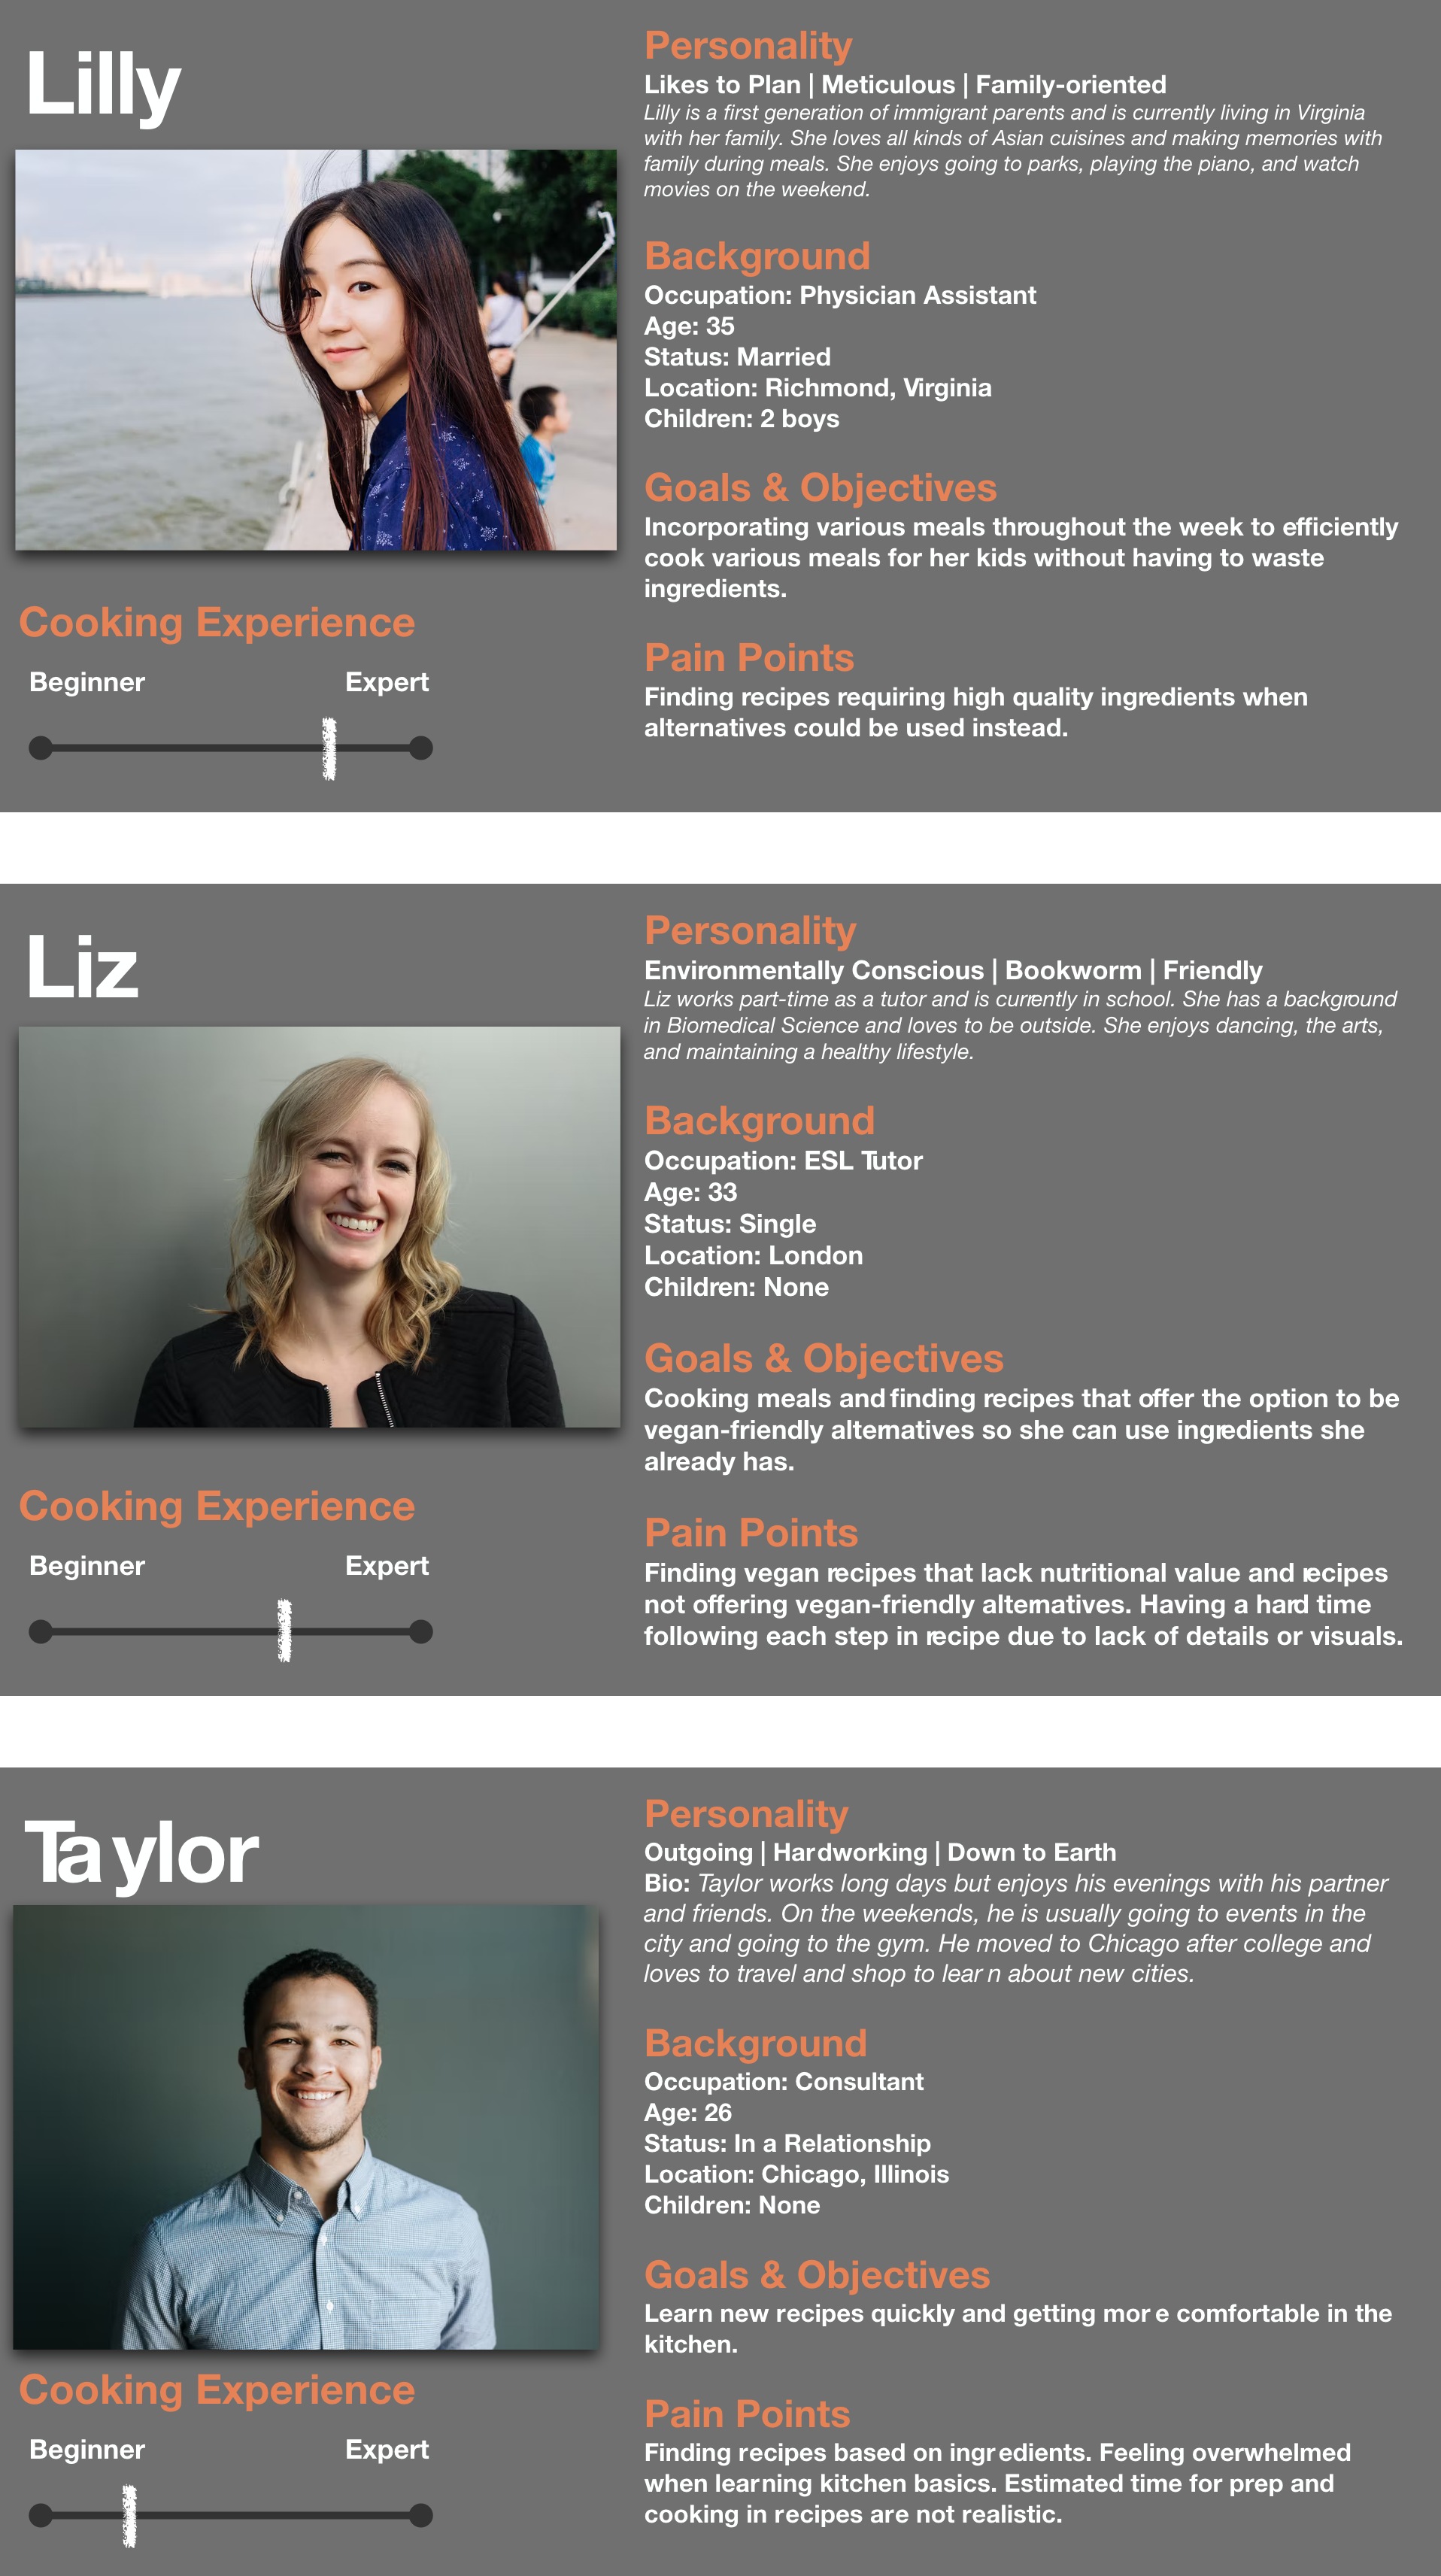 Lilly
Cooking Experience
Beginner Expert
Personality
Likes to Plan | Meticulous | Family-oriented
Lilly is a first generation of immigrant parents and is currently living in Virginia
with her family. She loves all kinds of Asian cuisines and making memories with
family during meals. She enjoys going to parks, playing the piano, and watch
movies on the weekend.
Background
Occupation: Physician Assistant
Age: 35
Status: Married
Location: Richmond, Virginia
Children: 2 boys
Goals & Objectives
Incorporating various meals throughout the week to efficiently
cook various meals for her kids without having to waste
ingredients.
Pain Points
Finding recipes requiring high quality ingredients when
alternatives could be used instead.
Liz
Cooking Experience
Beginner Expert
Personality
Environmentally Conscious | Bookworm | Friendly
Liz works part-time as a tutor and is currently in school. She has a background
in Biomedical Science and loves to be outside. She enjoys dancing, the arts,
and maintaining a healthy lifestyle.
Background
Occupation: ESL Tutor
Age: 33
Status: Single
Location: London
Children: None
Goals & Objectives
Cooking meals and finding recipes that offer the option to be
vegan-friendly alternatives so she can use ingredients she
already has.
Pain Points
Finding vegan recipes that lack nutritional value and recipes
not offering vegan-friendly alternatives. Having a hard time
following each step in recipe due to lack of details or visuals.
Taylor
Cooking Experience
Beginner Expert
Personality
Outgoing | Hardworking | Down to Earth
Bio: Taylor works long days but enjoys his evenings with his partner
and friends. On the weekends, he is usually going to events in the
city and going to the gym. He moved to Chicago after college and
loves to travel and shop to learn about new cities.
Background
Occupation: Consultant
Age: 26
Status: In a Relationship
Location: Chicago, Illinois
Children: None
Goals & Objectives
Learn new recipes quickly and getting more comfortable in the
kitchen.
Pain Points
Finding recipes based on ingredients. Feeling overwhelmed
when learning kitchen basics. Estimated time for prep and
cooking in recipes are not realistic.